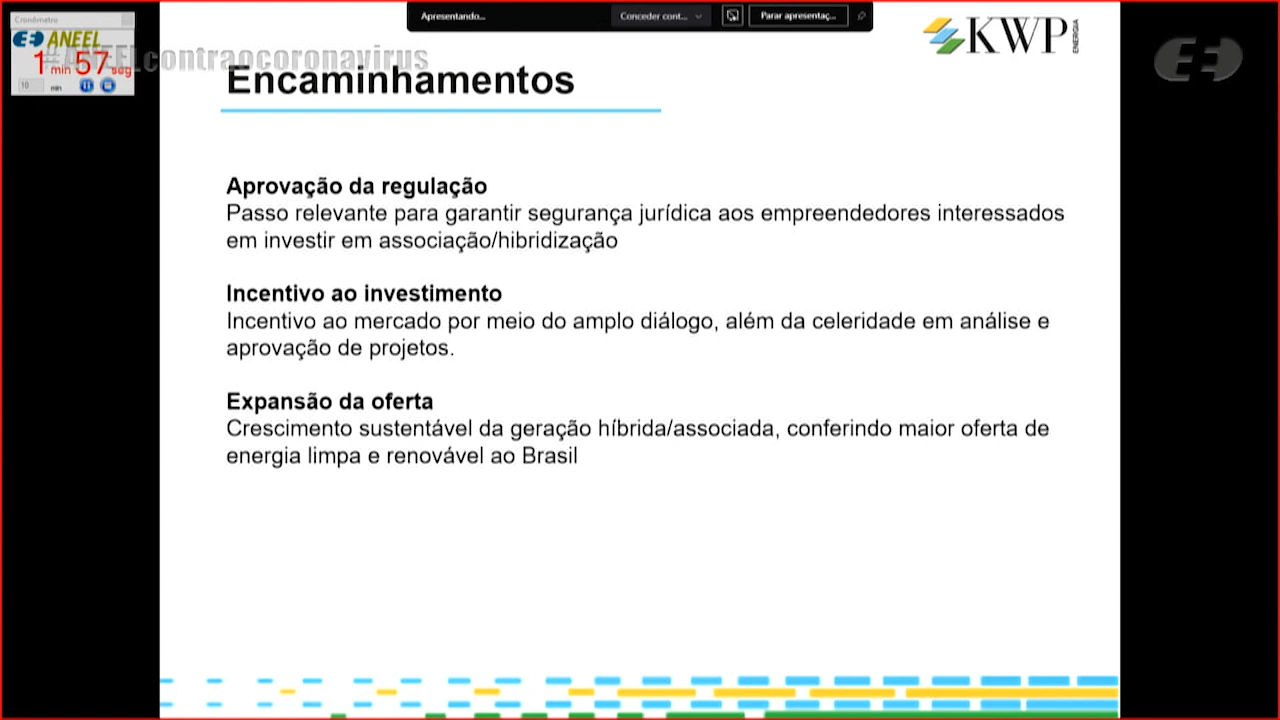 Cronômetro
ANEEL
1 min 57 seg
10 min
#ANEELcontraocoronavirus
Apresentando...
Conceder cont...
Parar apresentaç...
KWP
ENERGIA
Encaminhamentos
Aprovação da regulação
Passo relevante para garantir segurança jurídica aos empreendedores interessados
em investir em associação/hibridização
Incentivo ao investimento
Incentivo ao mercado por meio do amplo diálogo, além da celeridade em análise e
aprovação de projetos.
Expansão da oferta
Crescimento sustentável da geração híbrida/associada, conferindo maior oferta de
energia limpa e renovável ao Brasil